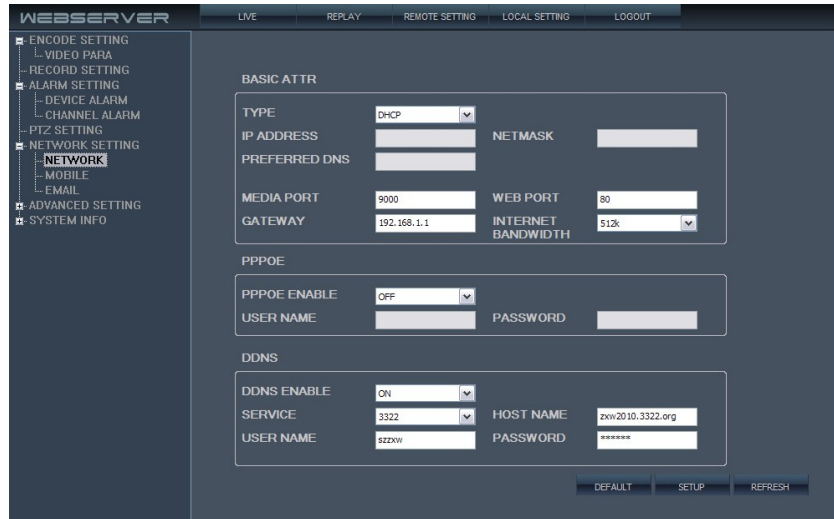 WEBSERVER
LIVE REPLAY REMOTE SETTING LOCAL SETTING LOGOUT
ENCODE SETTING
VIDEO PARA
RECORD SETTING
ALARM SETTING
DEVICE ALARM
CHANNEL ALARM
PTZ SETTING
NETWORK SETTING
NETWORK
MOBILE
EMAIL
ADVANCED SETTING
SYSTEM INFO
BASIC ATTR
TYPE DHCP
IP ADDRESS NETMASK
PREFERRED DNS
MEDIA PORT 9000 WEB PORT 80
GATEWAY 192.168.1.1 INTERNET BANDWIDTH 512k
PPPOE
PPPOE ENABLE OFF
USER NAME PASSWORD
DDNS
DDNS ENABLE ON
SERVICE 3322 HOST NAME zxw2010.3322.org
USER NAME szzxw PASSWORD ******
DEFAULT SETUP REFRESH